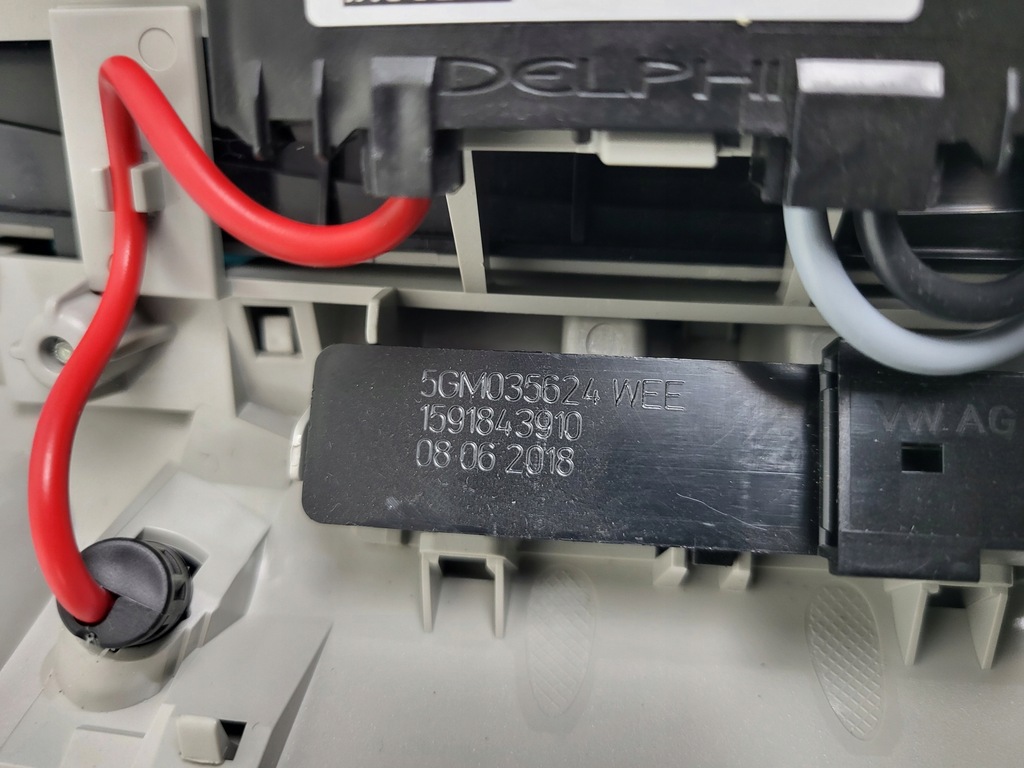 DELPHI
5GM035624 WEE
1591843910
08 06 2018
VW AG